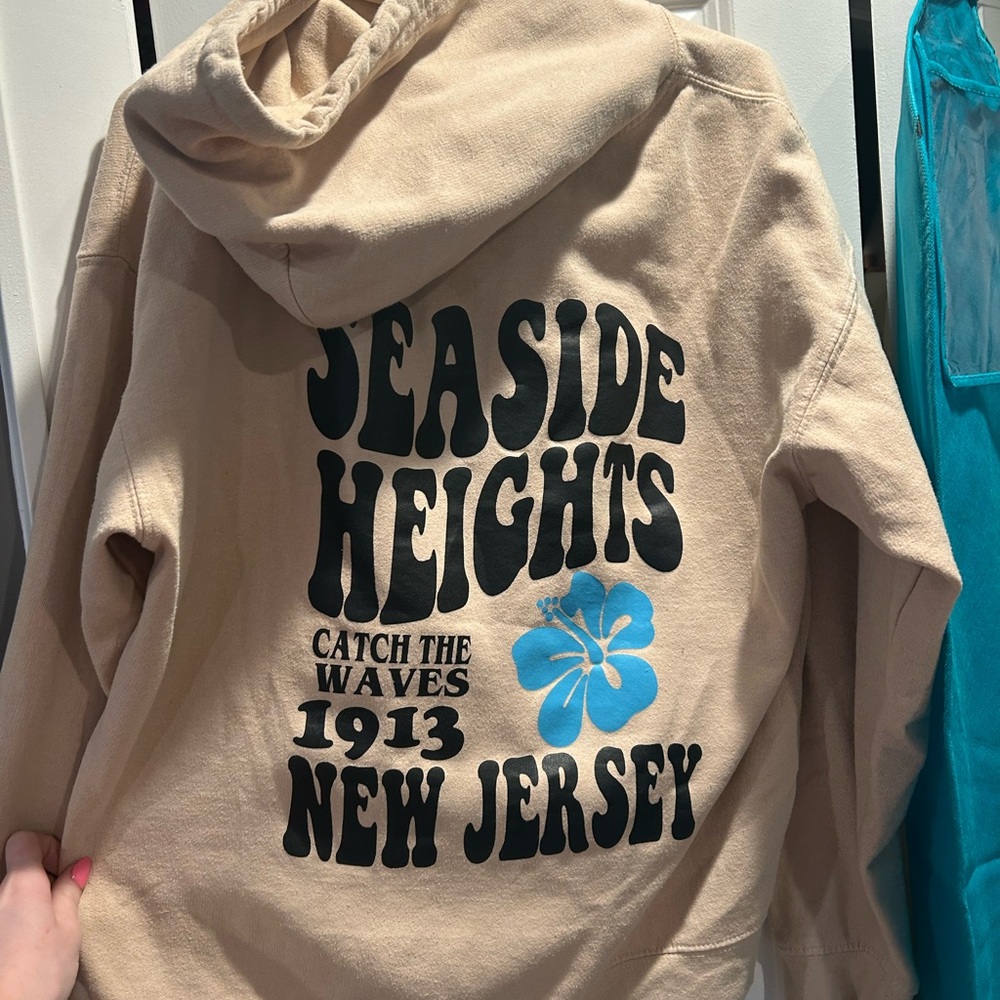 SEASIDE
HEIGHTS
CATCH THE
WAVES
1913
NEW JERSEY